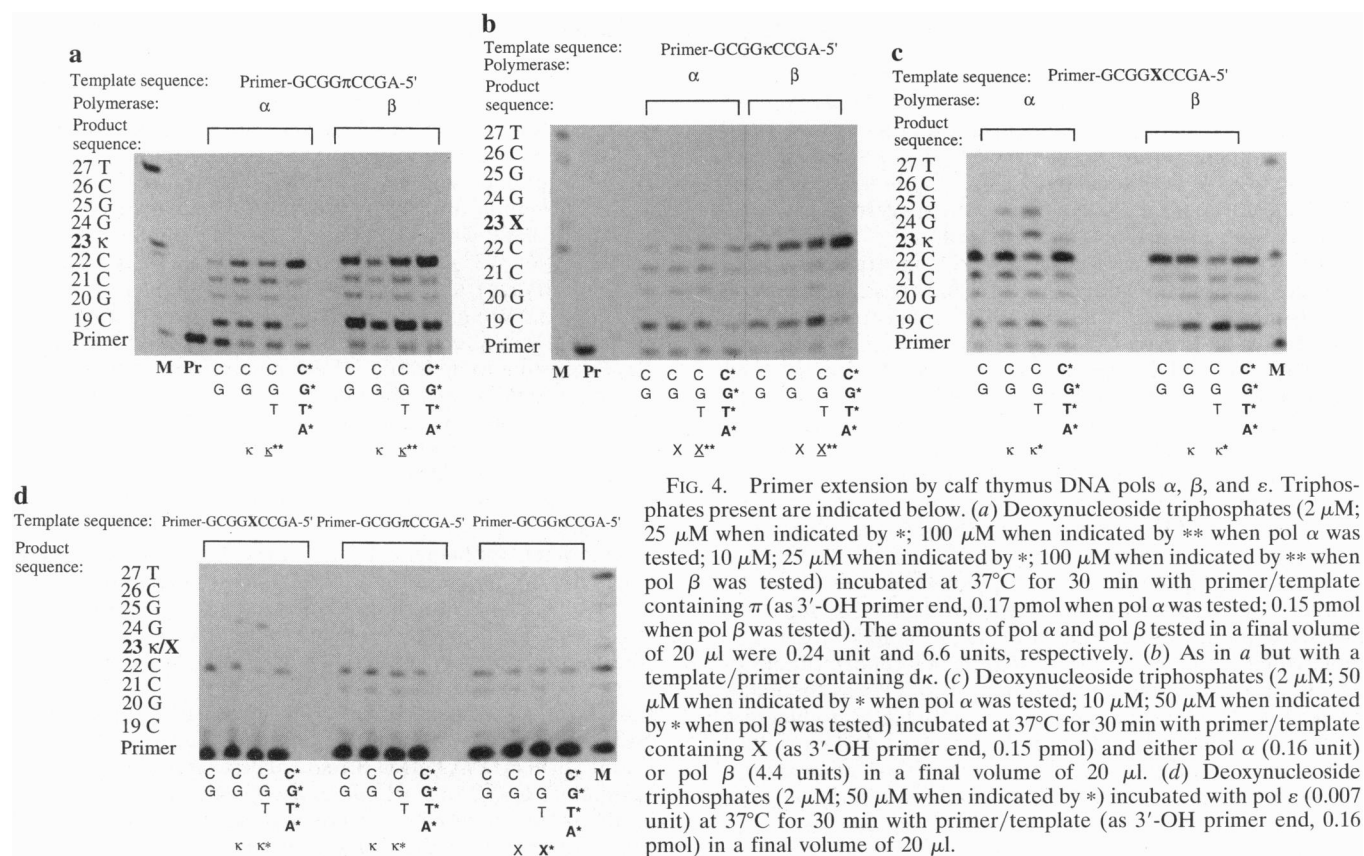 a
Template sequence: Primer-GCGGπCCGA-5'
Polymerase: α β
Product
sequence:
27 T
26 C
25 G
24 G
23 κ
22 C
21 C
20 G
19 C
Primer
M Pr C C C C* C C C C*
G G G G* G G G G*
T T* T T*
A* A*
κ κ** κ κ**
b
Template sequence: Primer-GCGGκCCGA-5'
Polymerase: α β
Product
sequence:
27 T
26 C
25 G
24 G
23 X
22 C
21 C
20 G
19 C
Primer
M Pr C C C C* C C C C*
G G G G* G G G G*
T T* T T*
A* A*
X X** X X**
c
Template sequence: Primer-GCGGXCCGA-5'
Polymerase: α β
Product
sequence:
27 T
26 C
25 G
24 G
23 κ
22 C
21 C
20 G
19 C
Primer
C C C C* C C C C* M
G G G G* G G G G*
T T* T T*
A* A*
κ κ* κ κ*
d
Template sequence: Primer-GCGGXCCGA-5' Primer-GCGGπCCGA-5' Primer-GCGGκCCGA-5'
Product
sequence:
27 T
26 C
25 G
24 G
23 κ/X
22 C
21 C
20 G
19 C
Primer
C C C C* C C C C* C C C C* M
G G G G* G G G G* G G G G*
T T* T T* T T*
A* A* A*
κ κ* κ κ* X X*
FIG. 4. Primer extension by calf thymus DNA pols α, β, and ε. Triphos-
phates present are indicated below. (a) Deoxynucleoside triphosphates (2 μM;
25 μM when indicated by *; 100 μM when indicated by ** when pol α was
tested; 10 μM; 25 μM when indicated by *; 100 μM when indicated by ** when
pol β was tested) incubated at 37°C for 30 min with primer/template
containing π (as 3'-OH primer end, 0.17 pmol when pol α was tested; 0.15 pmol
when pol β was tested). The amounts of pol α and pol β tested in a final volume
of 20 μl were 0.24 unit and 6.6 units, respectively. (b) As in a but with a
template/primer containing dκ. (c) Deoxynucleoside triphosphates (2 μM; 50
μM when indicated by * when pol α was tested; 10 μM; 50 μM when indicated
by * when pol β was tested) incubated at 37°C for 30 min with primer/template
containing X (as 3'-OH primer end, 0.15 pmol) and either pol α (0.16 unit)
or pol β (4.4 units) in a final volume of 20 μl. (d) Deoxynucleoside
triphosphates (2 μM; 50 μM when indicated by *) incubated with pol ε (0.007
unit) at 37°C for 30 min with primer/template (as 3'-OH primer end, 0.16
pmol) in a final volume of 20 μl.